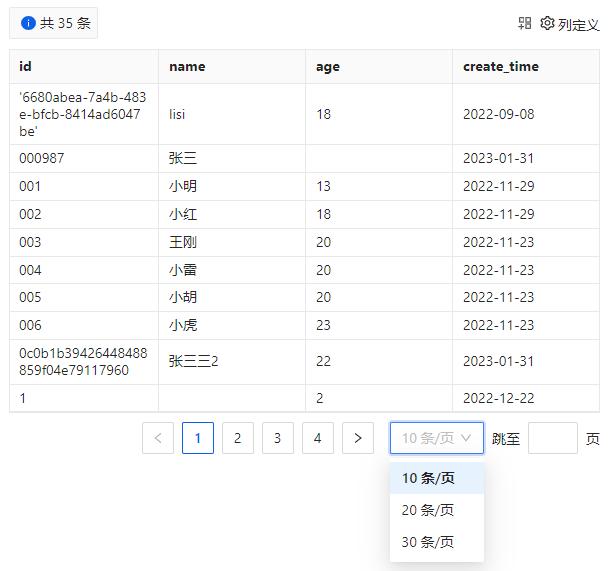 共 35 条 列定义
id name age create_time
'6680abea-7a4b-483
e-bfcb-8414ad6047
be' lisi 18 2022-09-08
000987 张三 2023-01-31
001 小明 13 2022-11-29
002 小红 18 2022-11-29
003 王刚 20 2022-11-23
004 小雷 20 2022-11-23
005 小胡 20 2022-11-23
006 小虎 23 2022-11-23
0c0b1b39426448488
859f04e79117960 张三三2 22 2023-01-31
1 2 2022-12-22
< 1 2 3 4 > 10 条/页 跳至 页
10 条/页
20 条/页
30 条/页